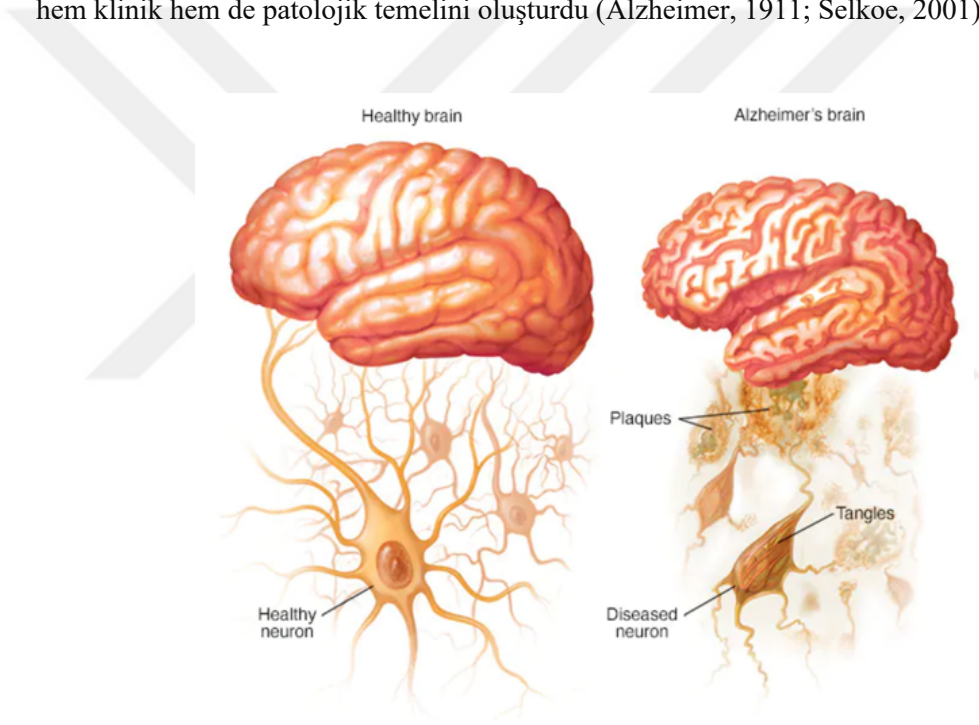 hem klinik hem de patolojik temelini oluşturdu (Alzheimer, 1911; Selkoe, 2001)
Healthy brain
Alzheimer's brain
Plaques
Tangles
Healthy
neuron
Diseased
neuron